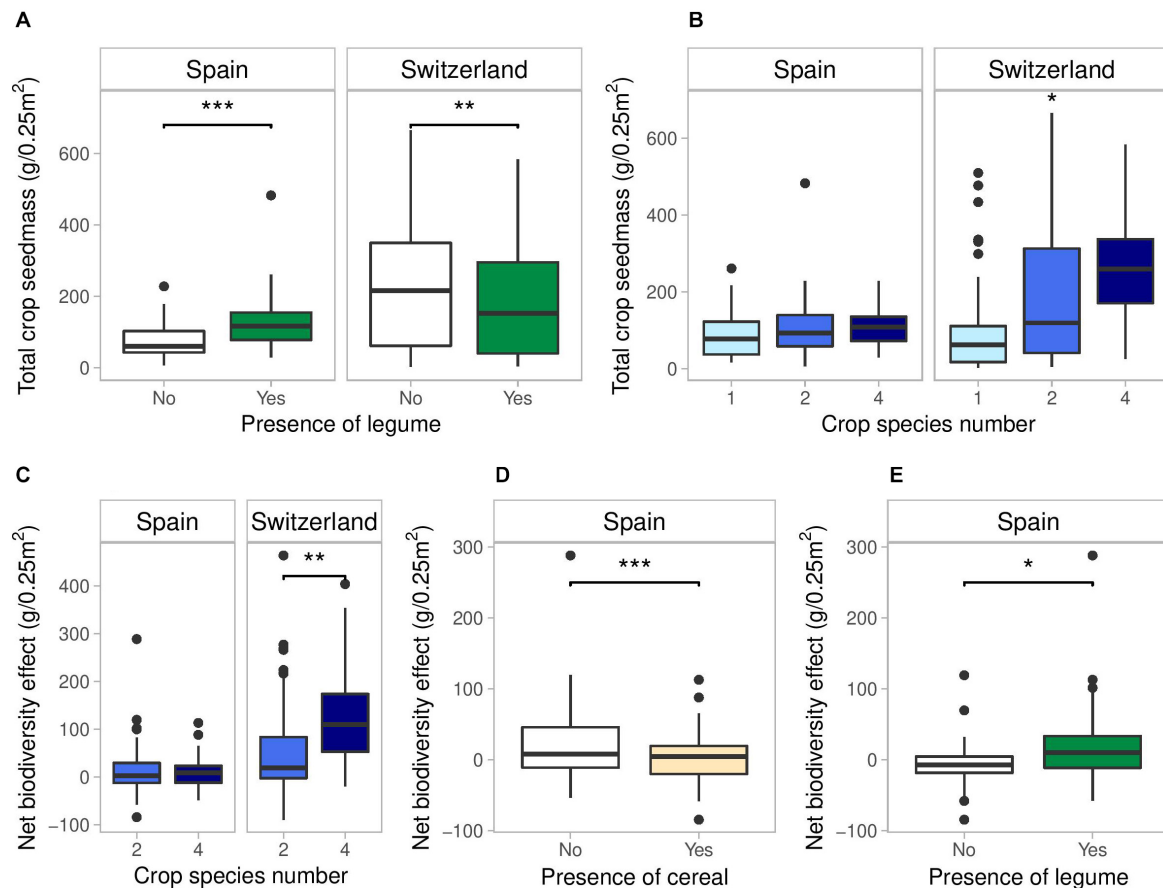 A
Spain
Switzerland
***
**
Total crop seedmass (g/0.25m²)
600
400
200
0
No
Yes
No
Yes
Presence of legume
B
Spain
Switzerland
*
Total crop seedmass (g/0.25m²)
600
400
200
0
1
2
4
1
2
4
Crop species number
C
Spain
Switzerland
**
Net biodiversity effect (g/0.25m²)
400
300
200
100
0
−100
2
4
2
4
Crop species number
D
Spain
***
Net biodiversity effect (g/0.25m²)
300
200
100
0
−100
No
Yes
Presence of cereal
E
Spain
*
Net biodiversity effect (g/0.25m²)
300
200
100
0
−100
No
Yes
Presence of legume